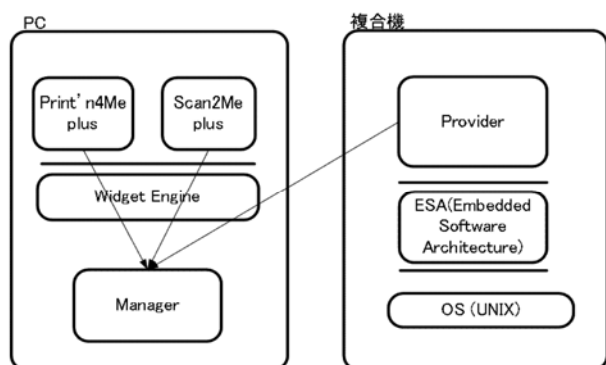 PC
複合機
Print'n4Me
plus
Scan2Me
plus
Widget Engine
Manager
Provider
ESA(Embedded
Software
Architecture)
OS (UNIX)